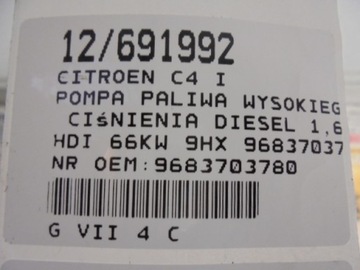 12/691992
CITROEN C4 I
POMPA PALIWA WYSOKIEG
CIŚNIENIA DIESEL 1,6
HDI 66KW 9HX 96837037
NR OEM:9683703780
G VII 4 C